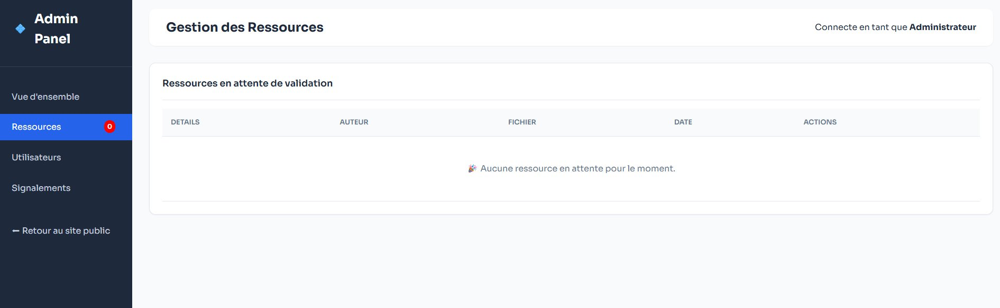 Admin
Panel
Gestion des Ressources
Connecte en tant que Administrateur
Vue d'ensemble
Ressources 0
Utilisateurs
Signalements
← Retour au site public
Ressources en attente de validation
DETAILS AUTEUR FICHIER DATE ACTIONS
🎉 Aucune ressource en attente pour le moment.